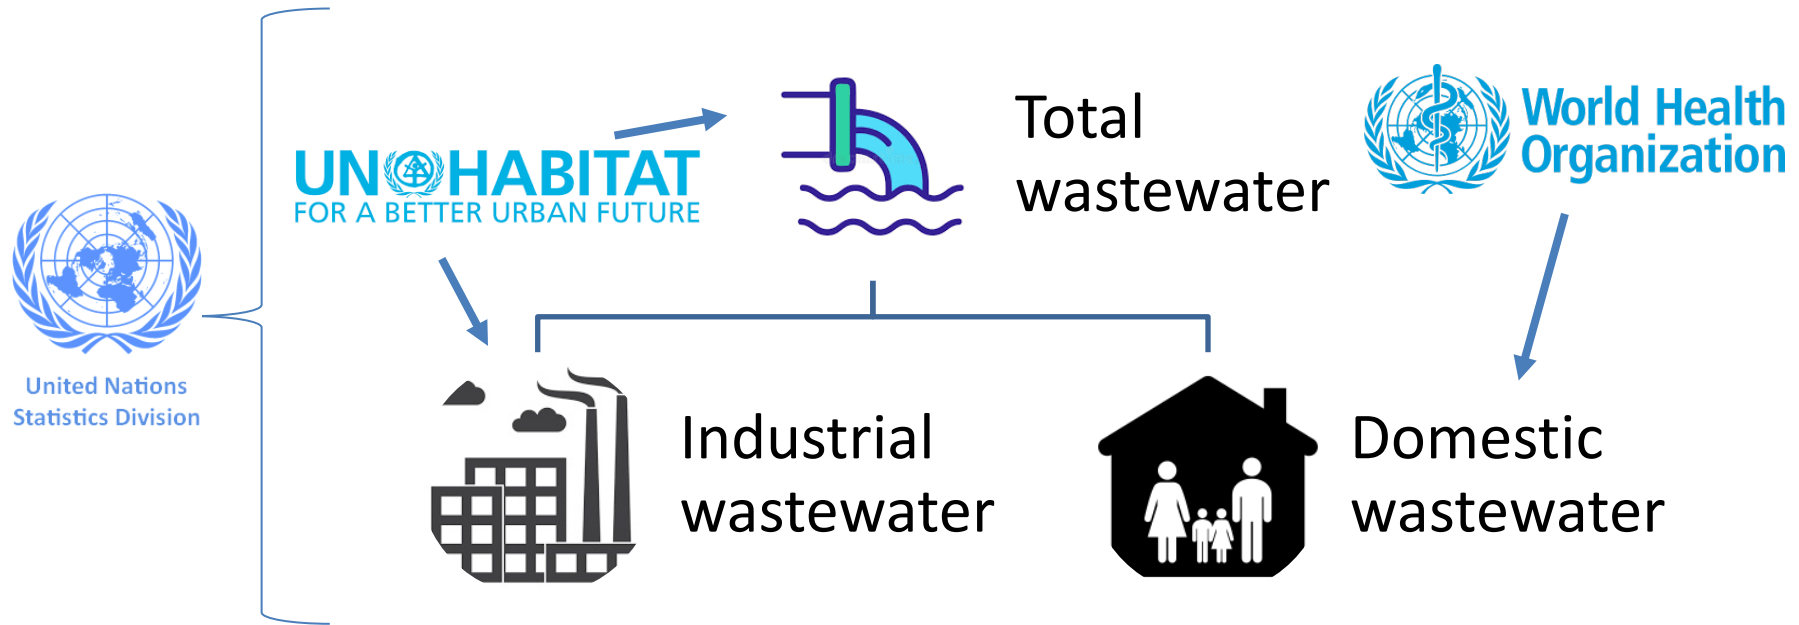 United Nations
Statistics Division
UN HABITAT
FOR A BETTER URBAN FUTURE
Total
wastewater
World Health
Organization
Industrial
wastewater
Domestic
wastewater